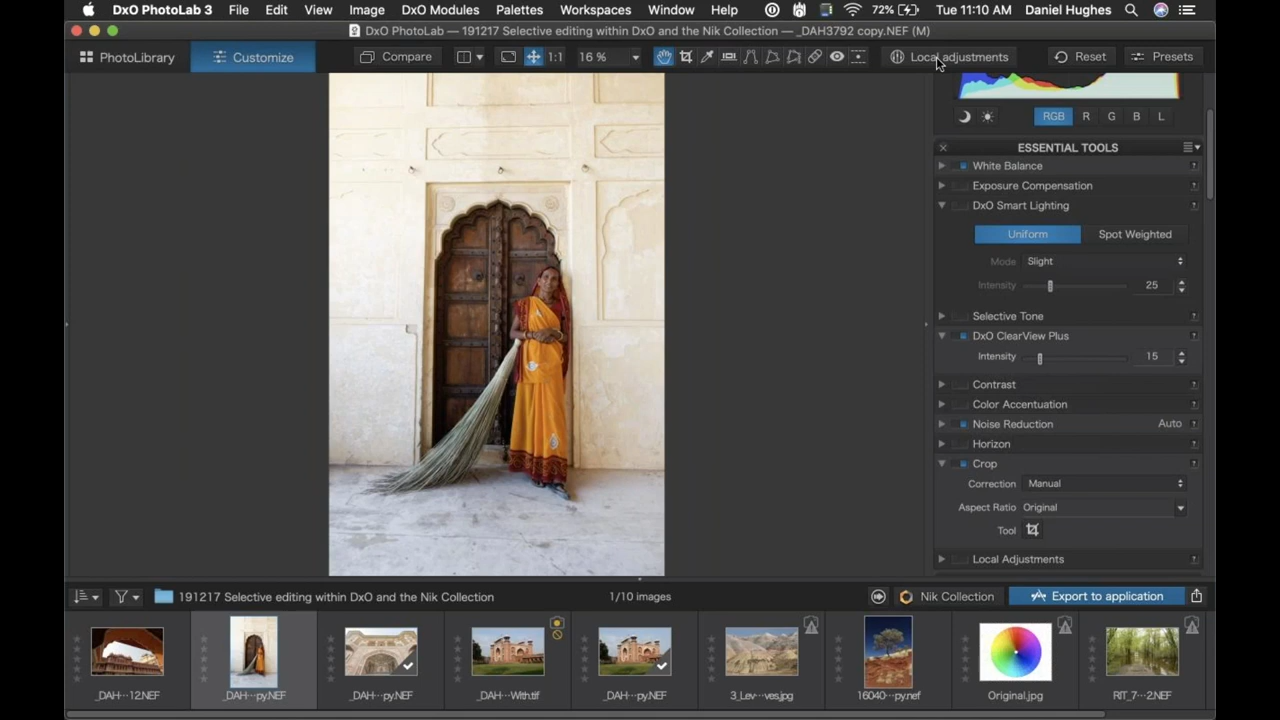 DxO PhotoLab 3 File Edit View Image DxO Modules Palettes Workspaces Window Help 72% Tue 11:10 AM Daniel Hughes
DxO PhotoLab — 191217 Selective editing within DxO and the Nik Collection — _DAH3792 copy.NEF (M)
PhotoLibrary Customize Compare 1:1 16 % Local adjustments Reset Presets
RGB R G B L
ESSENTIAL TOOLS
White Balance ?
Exposure Compensation ?
DxO Smart Lighting ?
Uniform Spot Weighted
Mode Slight
Intensity 25
Selective Tone ?
DxO ClearView Plus ?
Intensity 15
Contrast ?
Color Accentuation ?
Noise Reduction Auto ?
Horizon ?
Crop ?
Correction Manual
Aspect Ratio Original
Tool
Local Adjustments ?
191217 Selective editing within DxO and the Nik Collection 1/10 images Nik Collection Export to application
_DAH···12.NEF _DAH···py.NEF _DAH···py.NEF _DAH···With.tif _DAH···py.NEF 3_Lev···ves.jpg 16040···py.nef Original.jpg RIT_7···2.NEF